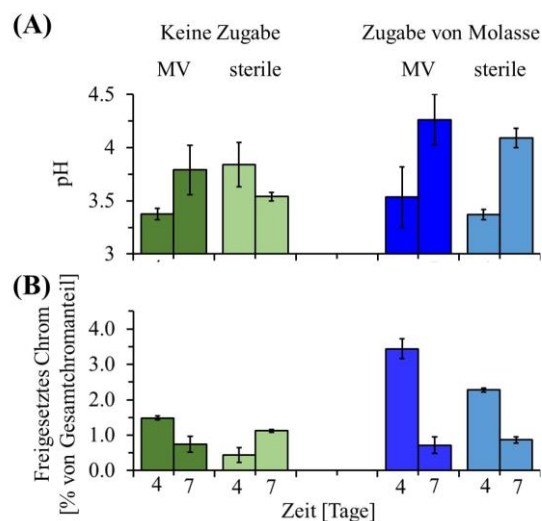 (A)
Keine Zugabe Zugabe von Molasse
MV sterile MV sterile
pH
4.5
4
3.5
3
(B)
Freigesetztes Chrom
[% von Gesamtchromanteil]
4.0
3.0
2.0
1.0
0.0
4 7 4 7 4 7 4 7
Zeit [Tage]